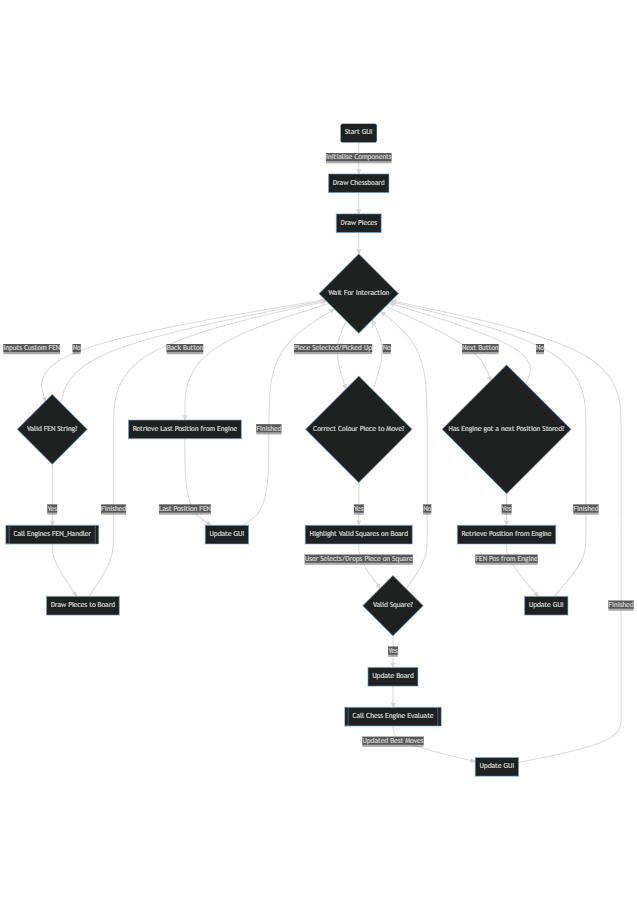 Start GUI
Initialise Components
Draw Chessboard
Draw Pieces
Wait For Interaction
Inputs Custom FEN
No
Back Button
Piece Selected/Picked Up
No
Next Button
No
Valid FEN String?
Retrieve Last Position from Engine
Finished
Correct Colour Piece to Move?
Has Engine got a next Position Stored?
Yes
Finished
Last Position FEN
Yes
No
Yes
Finished
Call Engines FEN_Handler
Update GUI
Highlight Valid Squares on Board
Retrieve Position from Engine
User Selects/Drops Piece on Square
FEN Pos from Engine
Draw Pieces to Board
Valid Square?
Update GUI
Finished
Yes
Update Board
Call Chess Engine Evaluate
Updated Best Moves
Update GUI